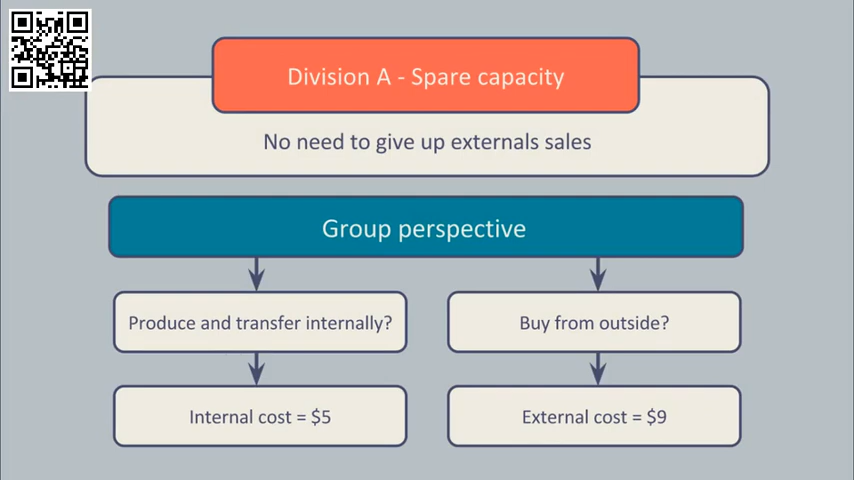 Division A - Spare capacity
No need to give up externals sales
Group perspective
Produce and transfer internally?
Buy from outside?
Internal cost = $5
External cost = $9